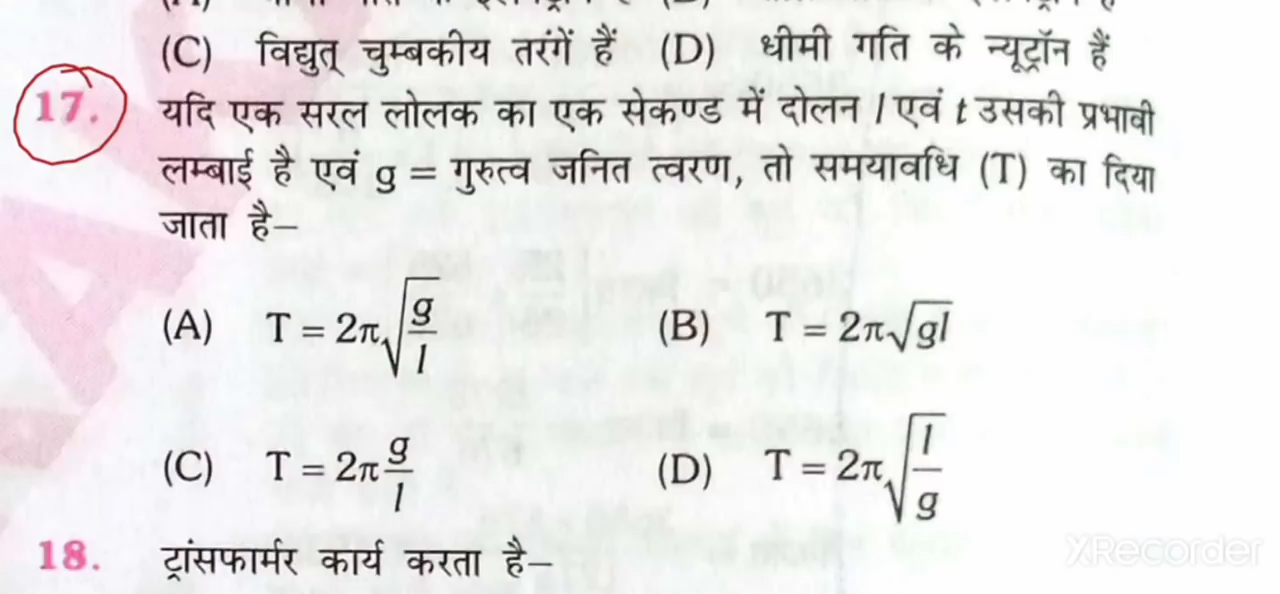 (C) विद्युत् चुम्बकीय तरंगें हैं (D) धीमी गति के न्यूट्रॉन हैं
17. यदि एक सरल लोलक का एक सेकण्ड में दोलन l एवं t उसकी प्रभावी
लम्बाई है एवं g = गुरुत्व जनित त्वरण, तो समयावधि (T) का दिया
जाता है–
(A) T = 2π√(g/l) (B) T = 2π√gl
(C) T = 2π g/l (D) T = 2π√(l/g)
18. ट्रांसफार्मर कार्य करता है–
XRecorder